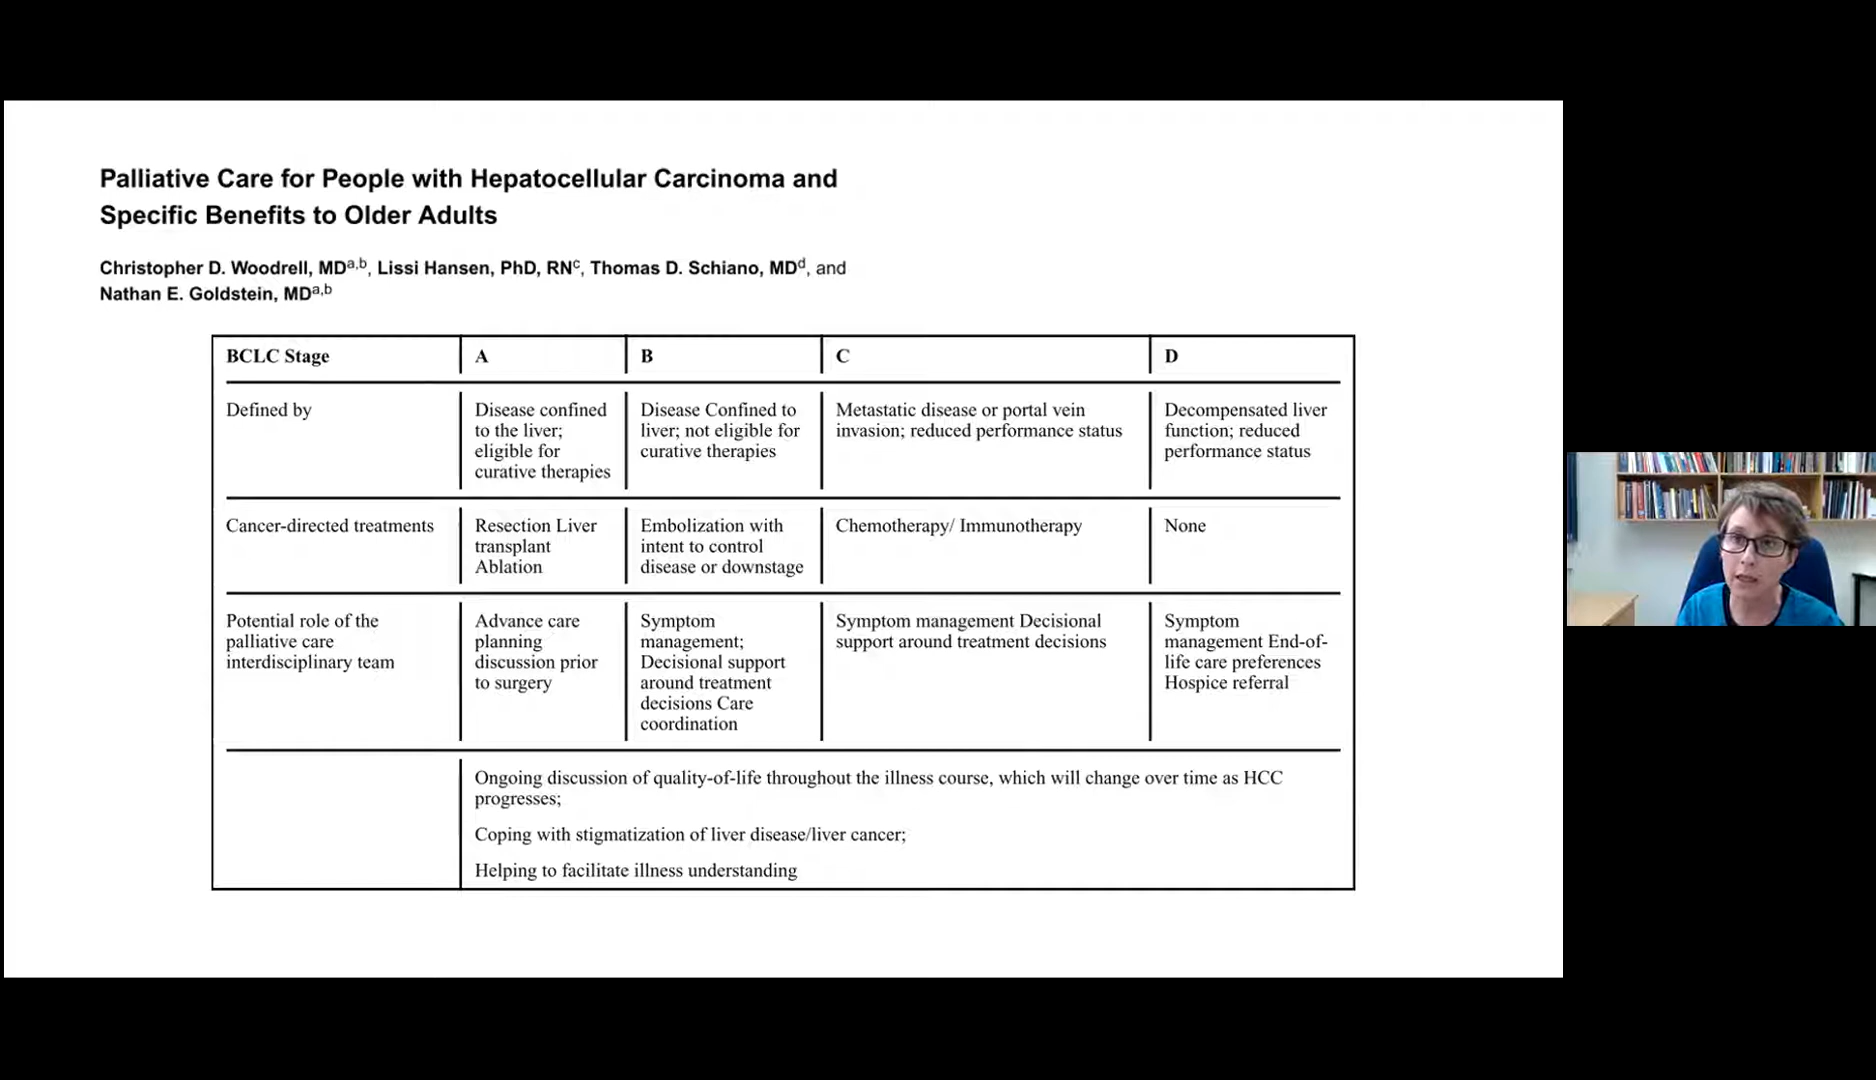 Palliative Care for People with Hepatocellular Carcinoma and
Specific Benefits to Older Adults
Christopher D. Woodrell, MDa,b, Lissi Hansen, PhD, RNc, Thomas D. Schiano, MDd, and
Nathan E. Goldstein, MDa,b
BCLC Stage
A
B
C
D
Defined by
Disease confined
to the liver;
eligible for
curative therapies
Disease Confined to
liver; not eligible for
curative therapies
Metastatic disease or portal vein
invasion; reduced performance status
Decompensated liver
function; reduced
performance status
Cancer-directed treatments
Resection Liver
transplant
Ablation
Embolization with
intent to control
disease or downstage
Chemotherapy/ Immunotherapy
None
Potential role of the
palliative care
interdisciplinary team
Advance care
planning
discussion prior
to surgery
Symptom
management;
Decisional support
around treatment
decisions Care
coordination
Symptom management Decisional
support around treatment decisions
Symptom
management End-of-
life care preferences
Hospice referral
Ongoing discussion of quality-of-life throughout the illness course, which will change over time as HCC
progresses;
Coping with stigmatization of liver disease/liver cancer;
Helping to facilitate illness understanding